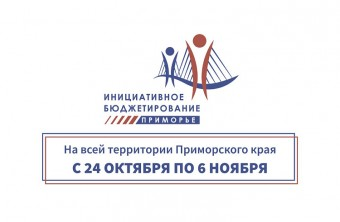 ИНИЦИАТИВНОЕ
БЮДЖЕТИРОВАНИЕ
ПРИМОРЬЕ
На всей территории Приморского края
С 24 ОКТЯБРЯ ПО 6 НОЯБРЯ